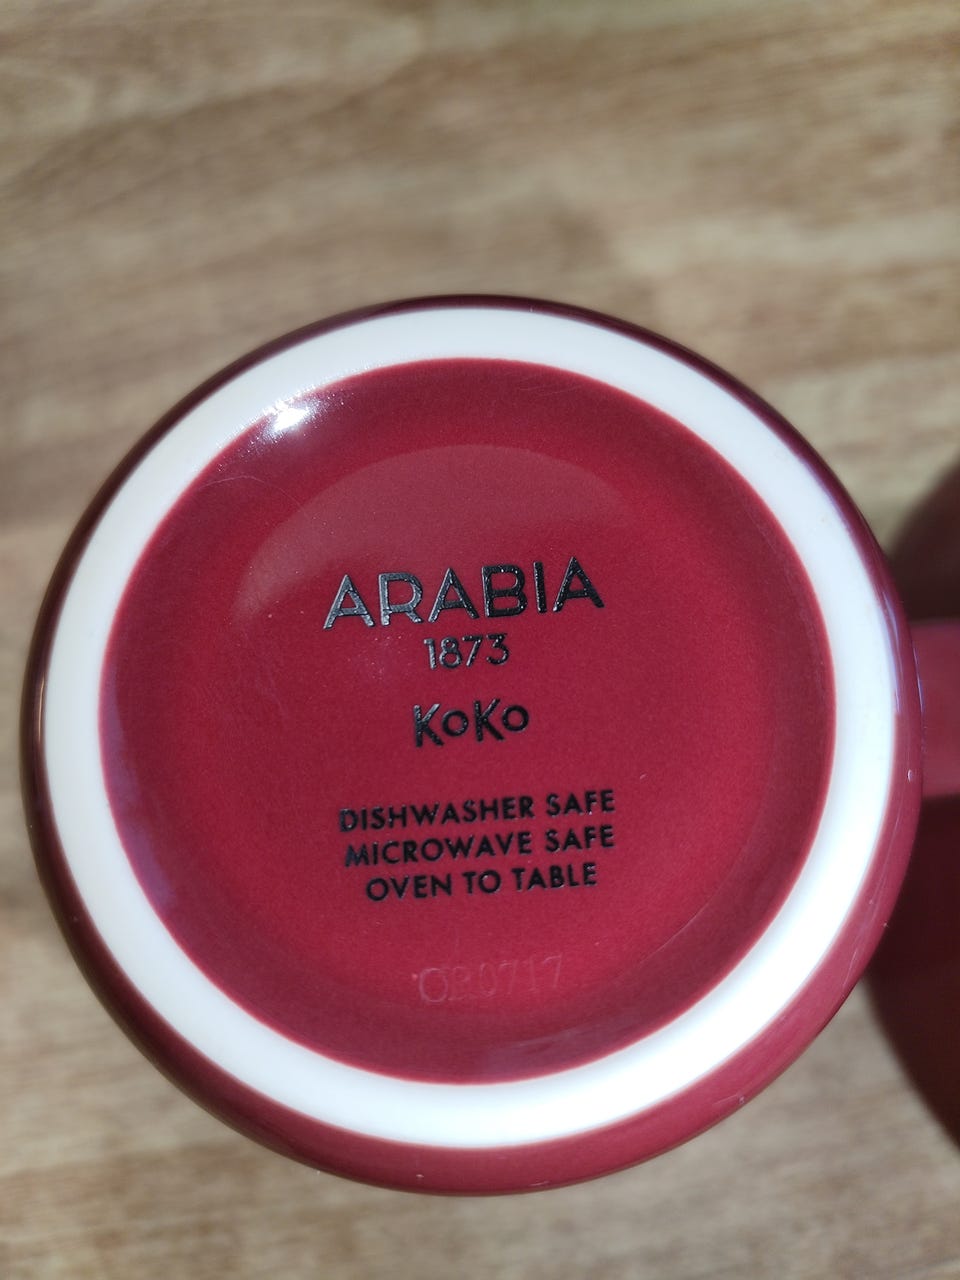 ARABIA
1873
KoKo
DISHWASHER SAFE
MICROWAVE SAFE
OVEN TO TABLE